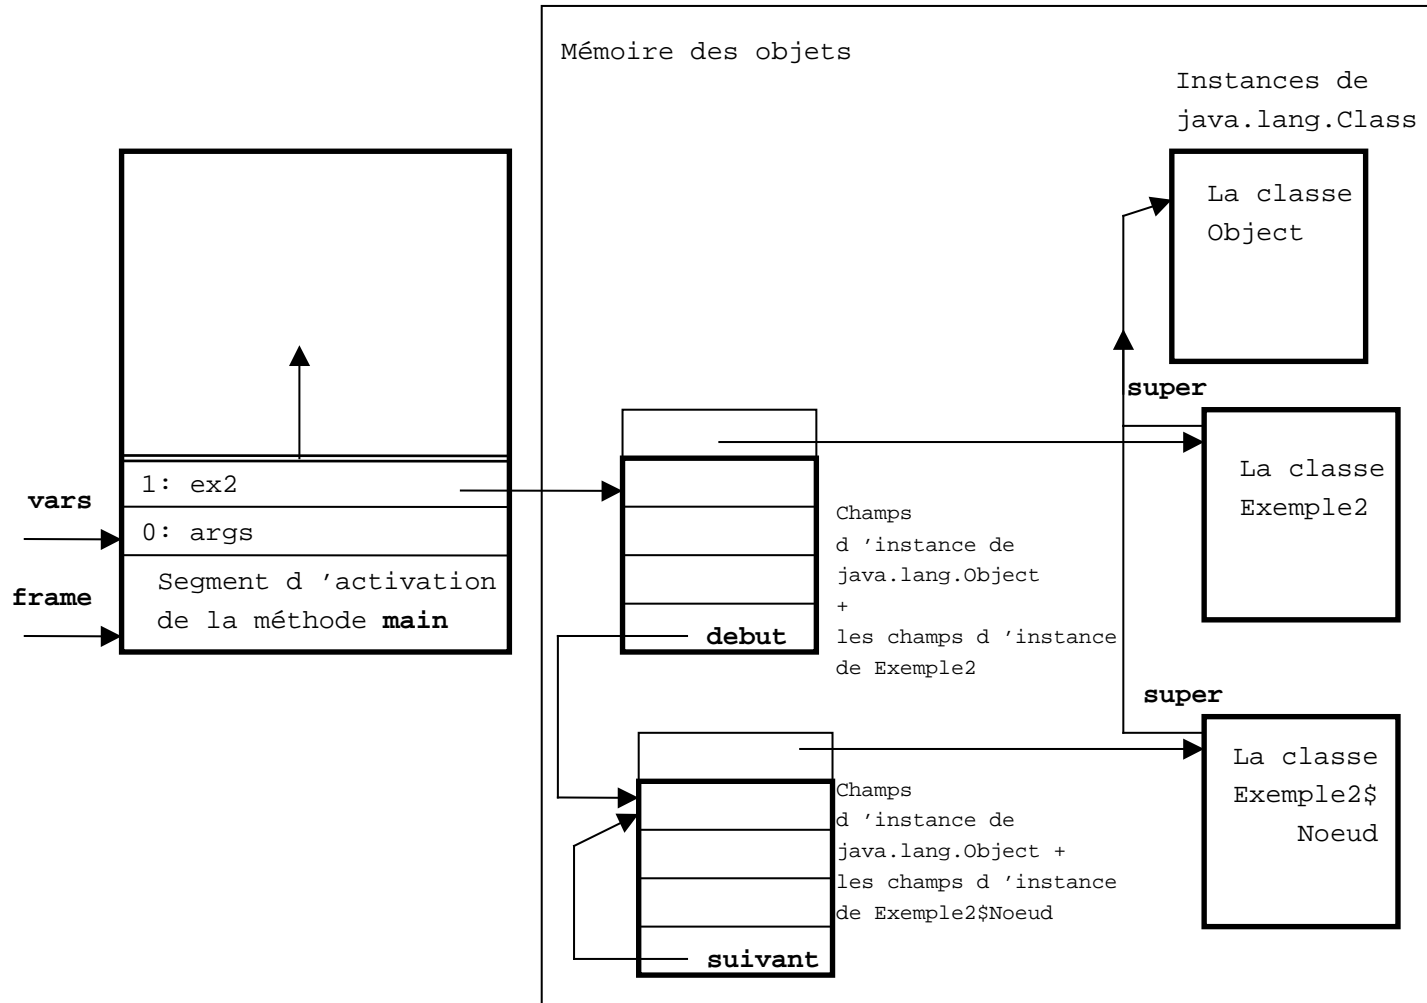 Mémoire des objets
Instances de
java.lang.Class
La classe
Object
super
1: ex2
vars
0: args
Segment d ’activation
frame
de la méthode main
La classe
Exemple2
Champs
d ’instance de
java.lang.Object
+
les champs d ’instance
de Exemple2
debut
super
La classe
Exemple2$
Noeud
Champs
d ’instance de
java.lang.Object +
les champs d ’instance
de Exemple2$Noeud
suivant